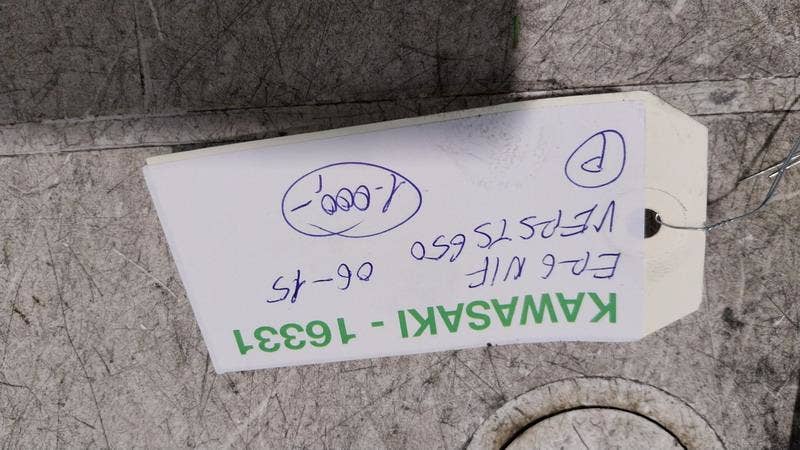 KAWASAKI - 16331
ER-6 N/F 06-15
VERSYS 650
1.000,-
P